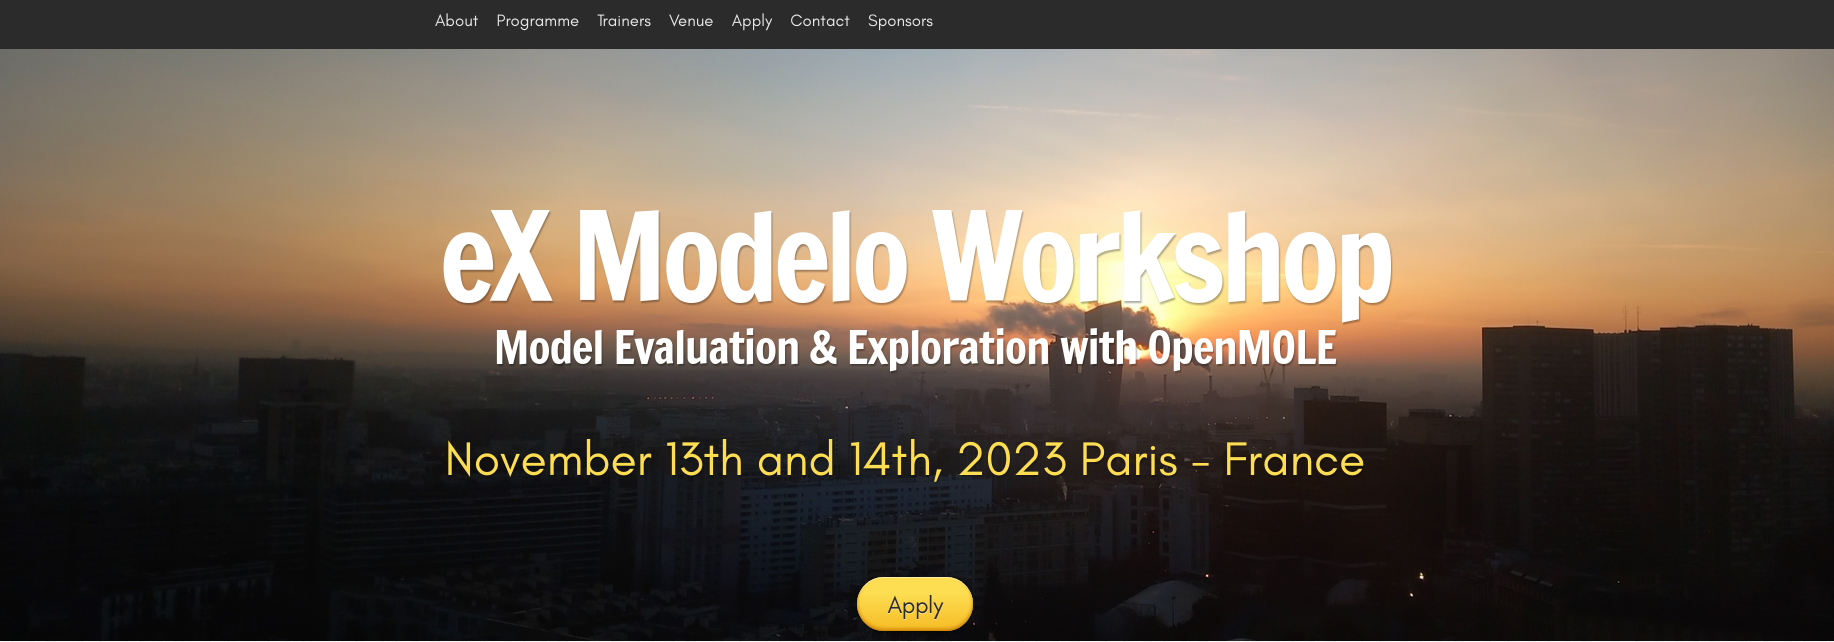 About Programme Trainers Venue Apply Contact Sponsors
eX Modelo Workshop
Model Evaluation & Exploration with OpenMOLE
November 13th and 14th, 2023 Paris - France
Apply